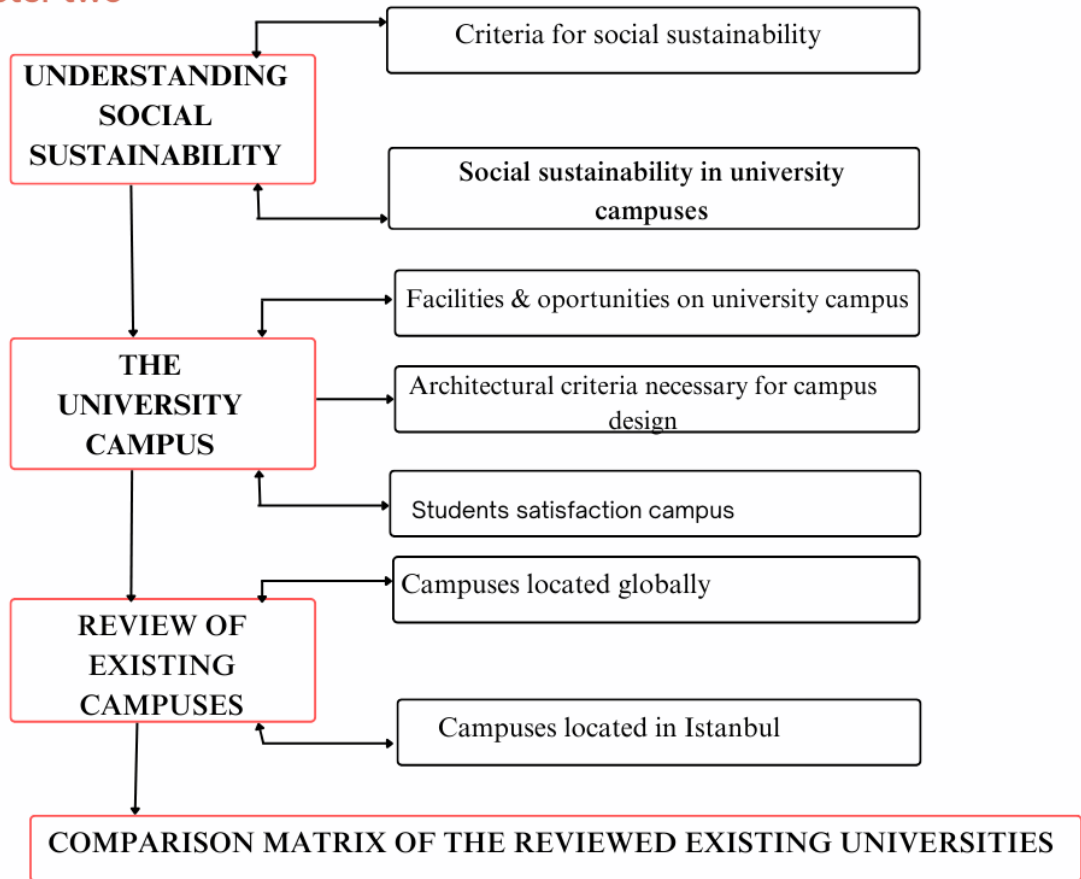 UNDERSTANDING
SOCIAL
SUSTAINABILITY
Criteria for social sustainability
Social sustainability in university
campuses
THE
UNIVERSITY
CAMPUS
Facilities & oportunities on university campus
Architectural criteria necessary for campus
design
Students satisfaction campus
REVIEW OF
EXISTING
CAMPUSES
Campuses located globally
Campuses located in Istanbul
COMPARISON MATRIX OF THE REVIEWED EXISTING UNIVERSITIES